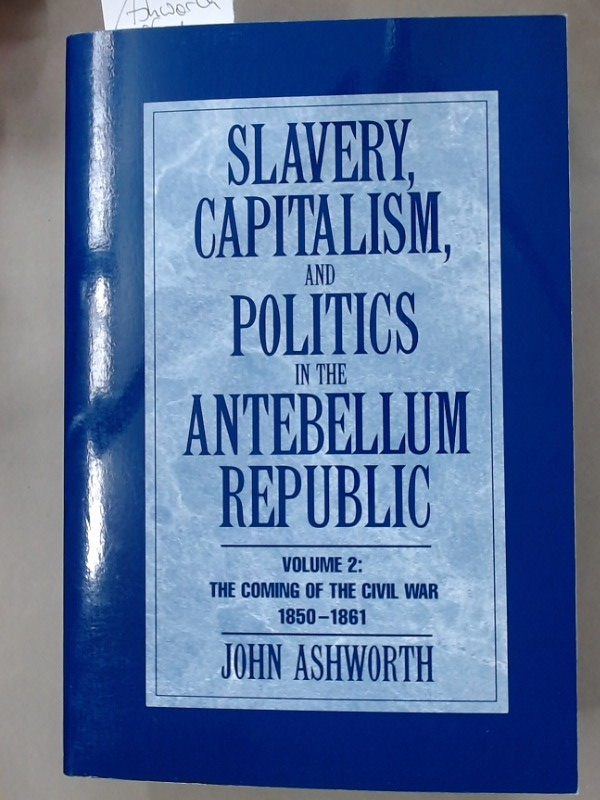 Ashworth
SLAVERY,
CAPITALISM,
AND
POLITICS
IN THE
ANTEBELLUM
REPUBLIC
VOLUME 2:
THE COMING OF THE CIVIL WAR
1850–1861
JOHN ASHWORTH